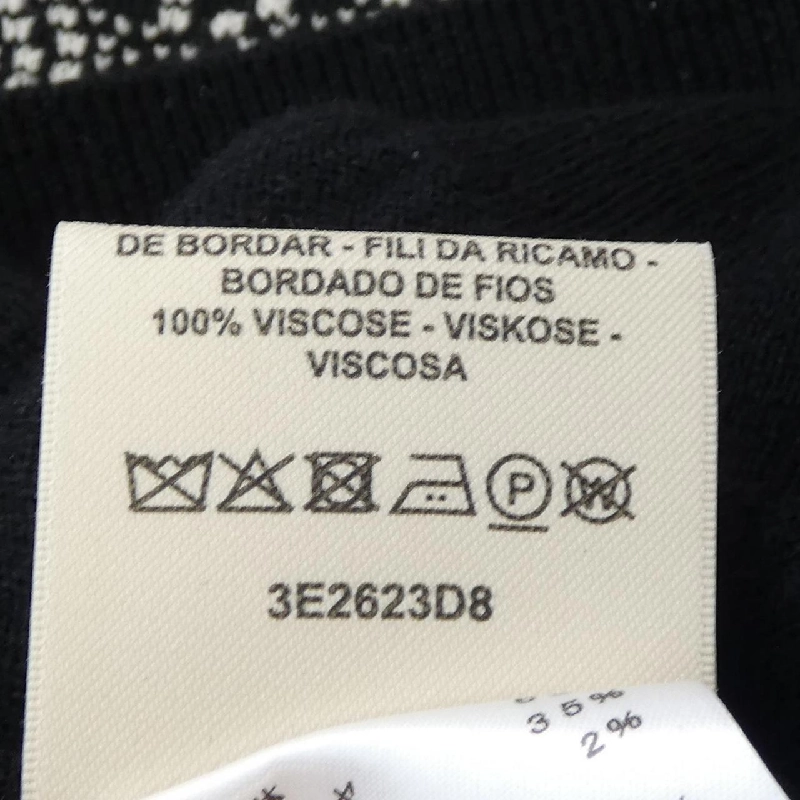 DE BORDAR - FILI DA RICAMO -
BORDADO DE FIOS
100% VISCOSE - VISKOSE -
VISCOSA
P W
3E2623D8
35%
2%